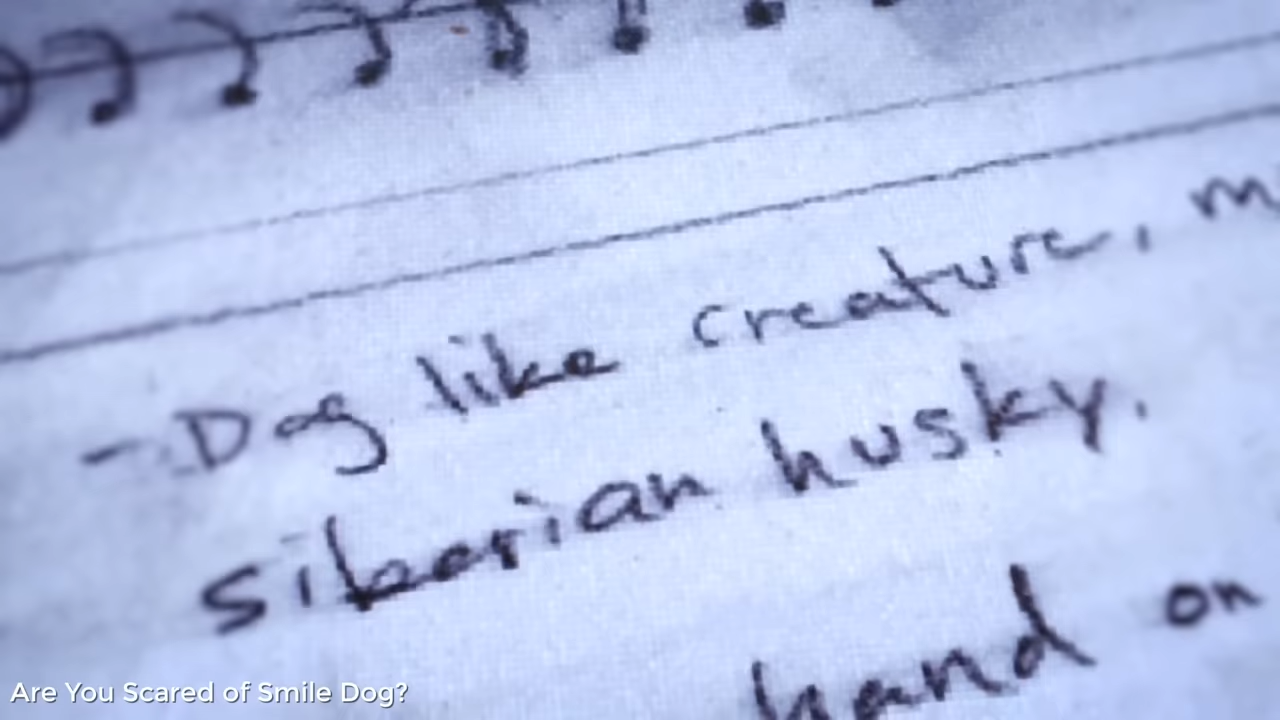 - Dog like creature, m
siberian husky.
hand on
Are You Scared of Smile Dog?